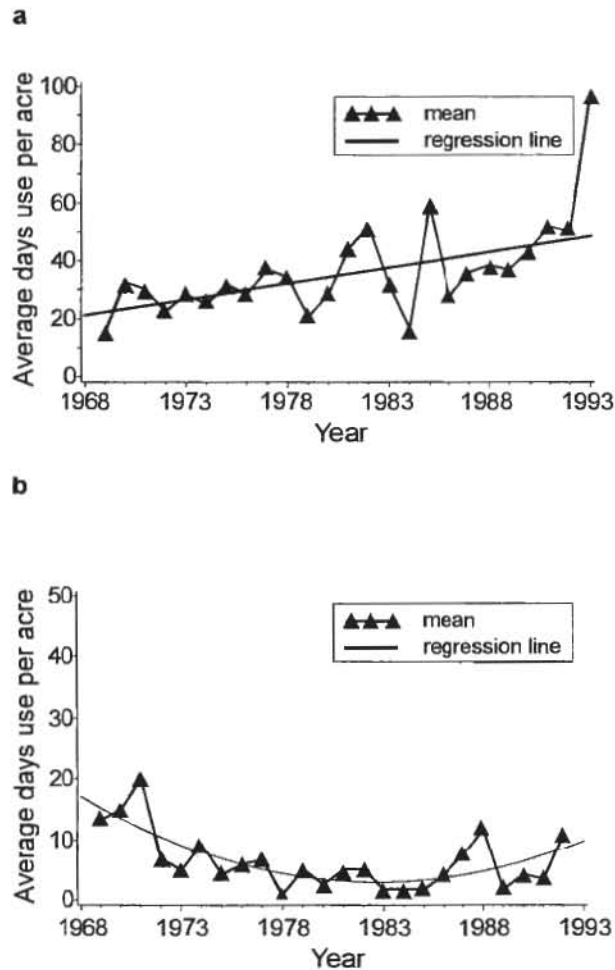 a
Average days use per acre
100
80
60
40
20
0
mean
regression line
1968 1973 1978 1983 1988 1993
Year
b
Average days use per acre
50
40
30
20
10
0
mean
regression line
1968 1973 1978 1983 1988 1993
Year